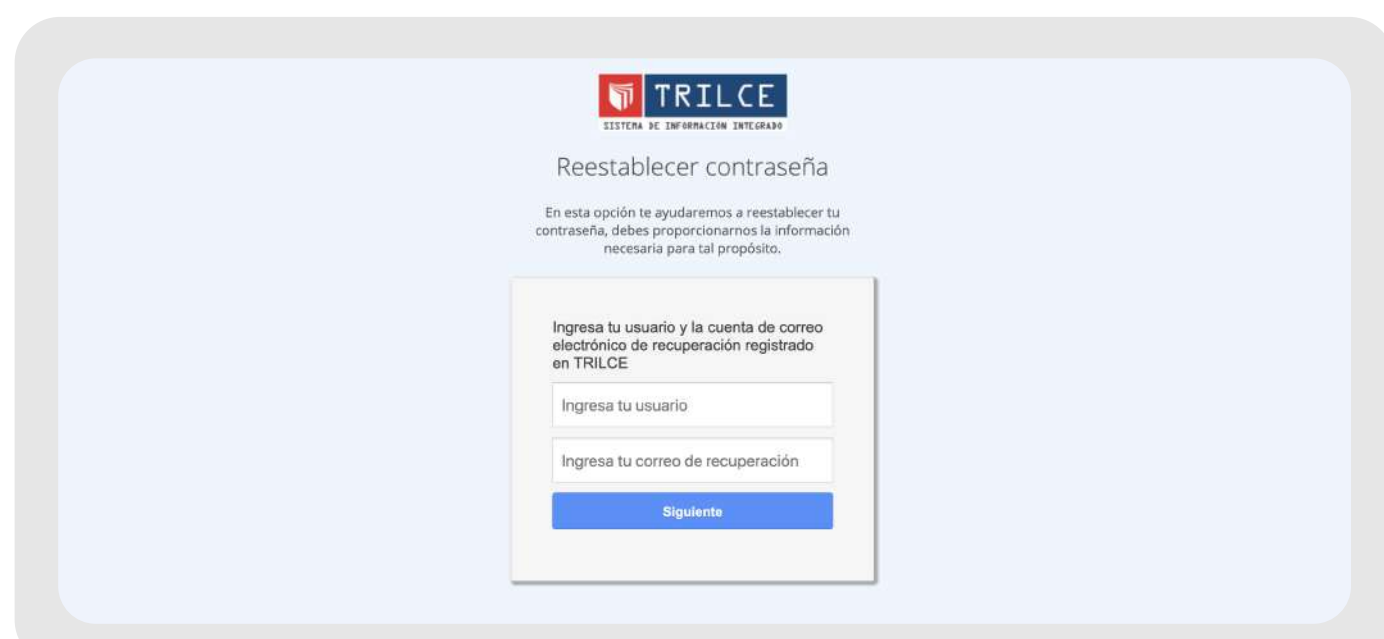 TRILCE
SISTEMA DE INFORMACIÓN INTEGRADO
Reestablecer contraseña
En esta opción te ayudaremos a reestablecer tu
contraseña, debes proporcionarnos la información
necesaria para tal propósito.
Ingresa tu usuario y la cuenta de correo
electrónico de recuperación registrado
en TRILCE
Ingresa tu usuario
Ingresa tu correo de recuperación
Siguiente